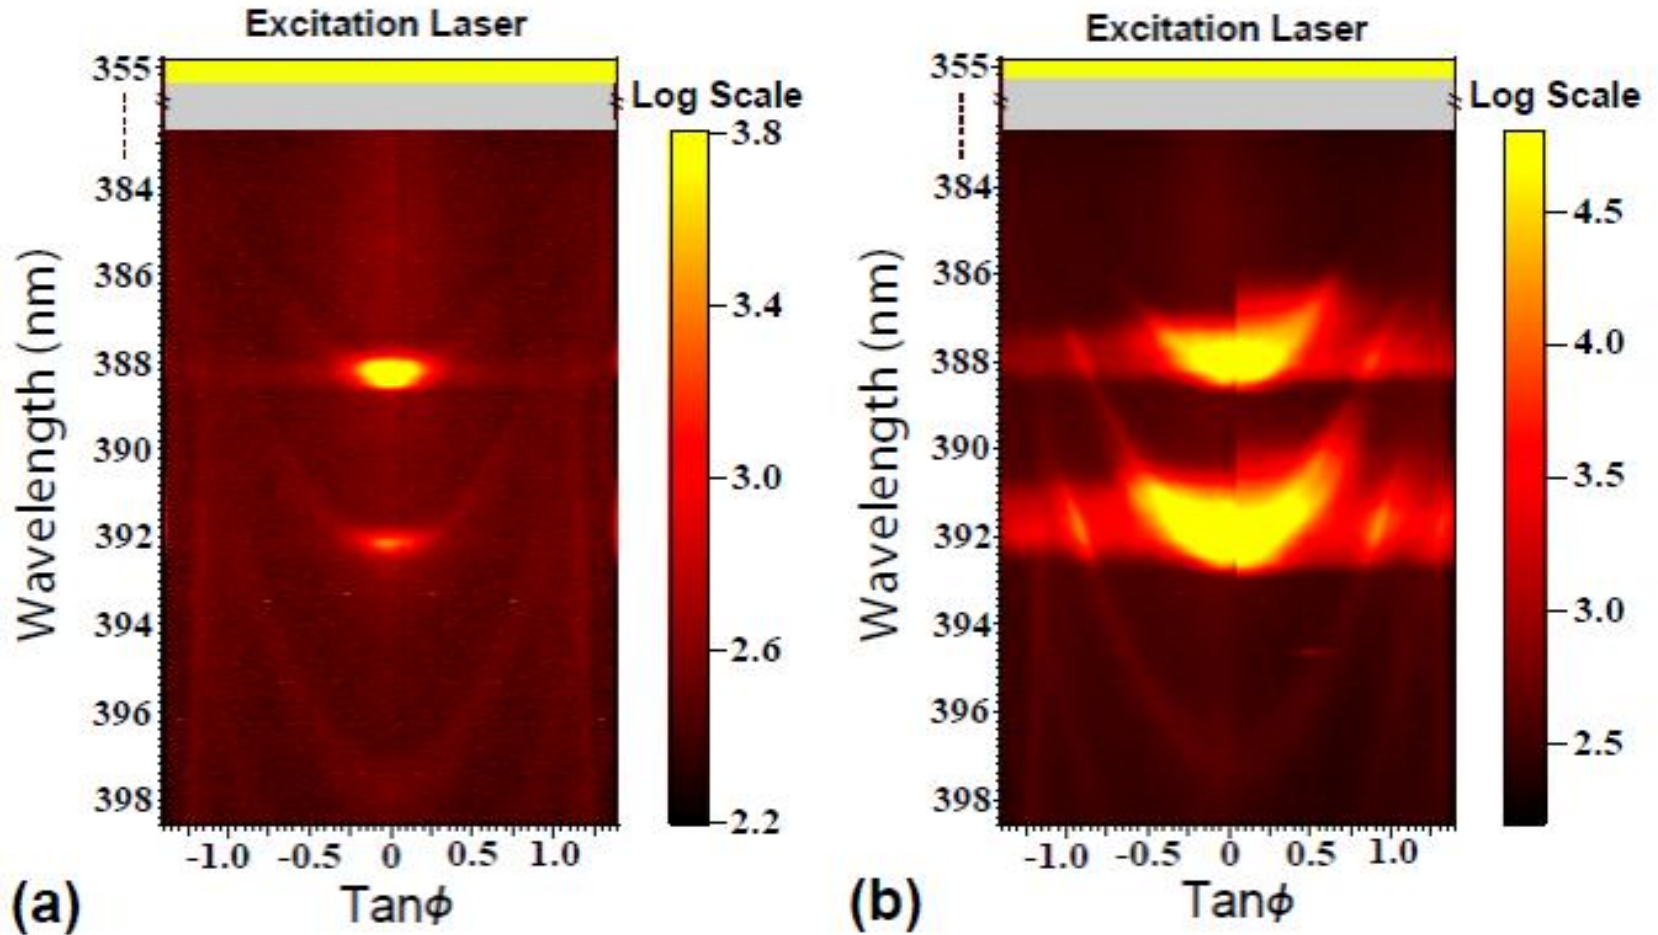 Excitation Laser
355
Log Scale
3.8
384
386
3.4
388
390
3.0
392
394
2.6
396
398
2.2
-1.0 -0.5 0 0.5 1.0
Wavelength (nm)
(a)
Tanϕ
Excitation Laser
355
Log Scale
384
4.5
386
4.0
388
390
3.5
392
394
3.0
396
2.5
398
-1.0 -0.5 0 0.5 1.0
Wavelength (nm)
(b)
Tanϕ